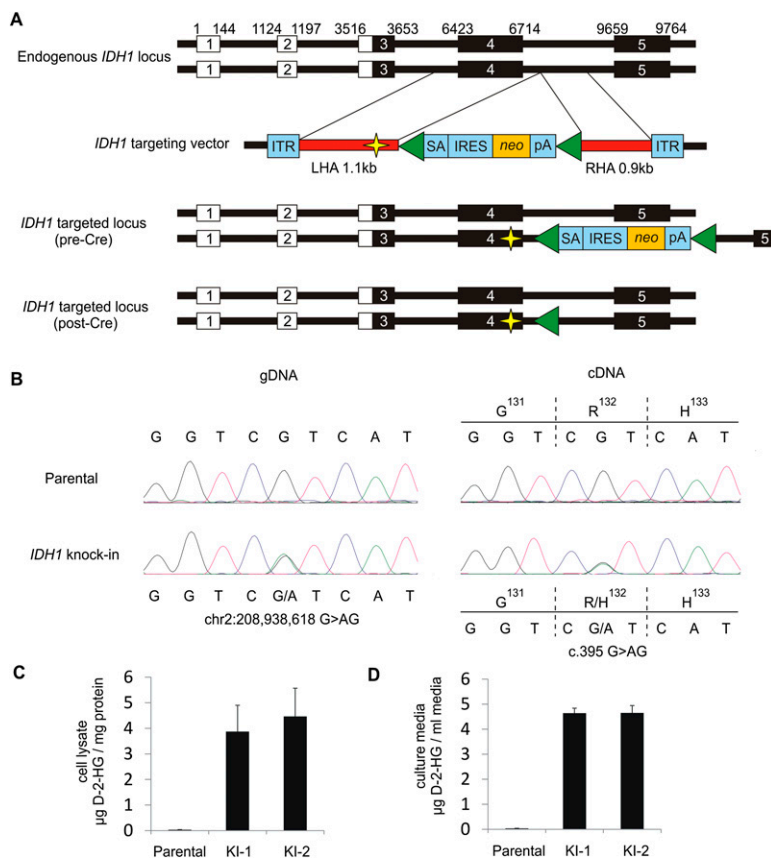 A
1 144 1124 1197 3516 3653 6423 6714 9659 9764
Endogenous IDH1 locus
1 2 3 4 5
1 2 3 4 5
IDH1 targeting vector
ITR SA IRES neo pA ITR
LHA 1.1kb RHA 0.9kb
IDH1 targeted locus
(pre-Cre)
1 2 3 4 5
1 2 3 4 SA IRES neo pA 5
IDH1 targeted locus
(post-Cre)
1 2 3 4 5
1 2 3 4 5
B
gDNA cDNA
G131 R132 H133
G G T C G T C A T G G T C G T C A T
Parental
IDH1 knock-in
G G T C G/A T C A T
chr2:208,938,618 G>AG
G131 R/H132 H133
G G T C G/A T C A T
c.395 G>AG
C
cell lysate
µg D-2-HG / mg protein
6
5
4
3
2
1
0
Parental KI-1 KI-2
D
culture media
µg D-2-HG / ml media
6
5
4
3
2
1
0
Parental KI-1 KI-2